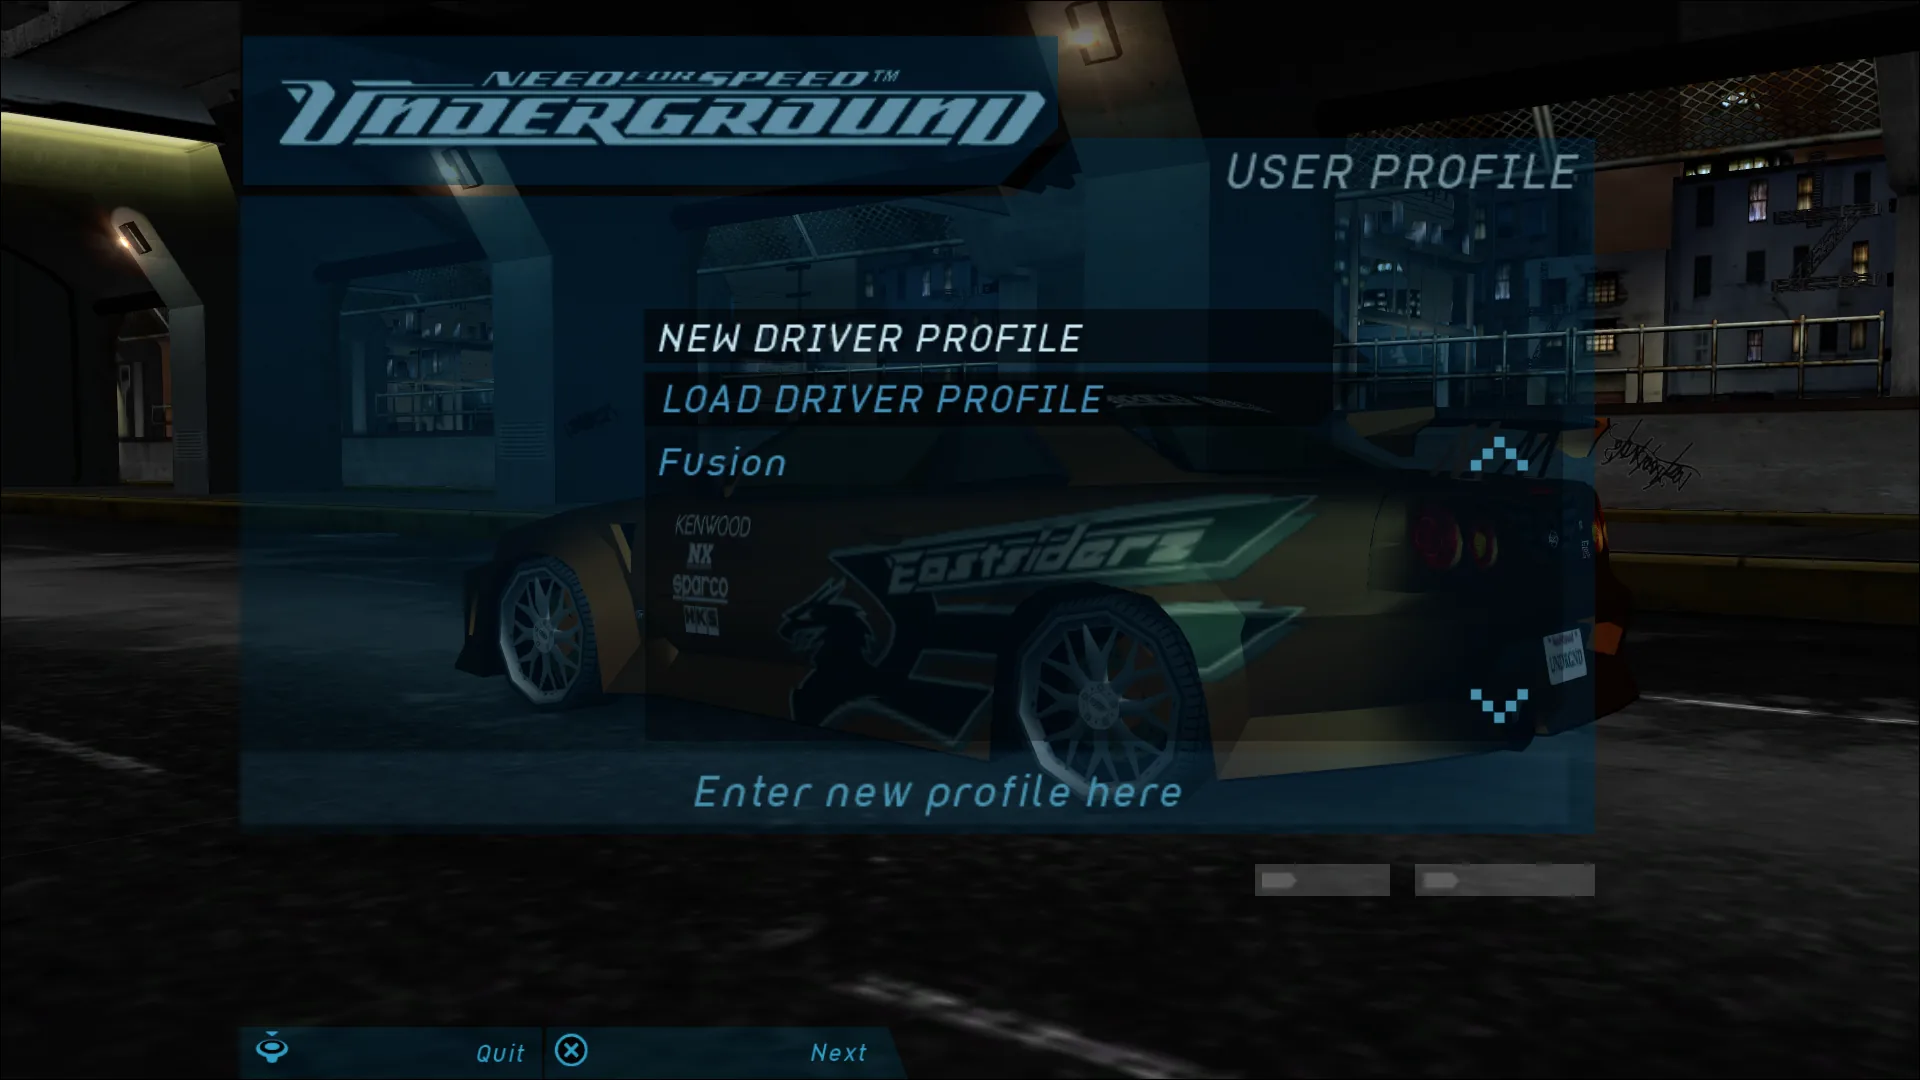 NEED FOR SPEED™
UNDERGROUND
USER PROFILE
NEW DRIVER PROFILE
LOAD DRIVER PROFILE
Fusion
KENWOOD
NX
sparco
HKS
Eastsiderz
UNDRGND
Enter new profile here
Quit
Next